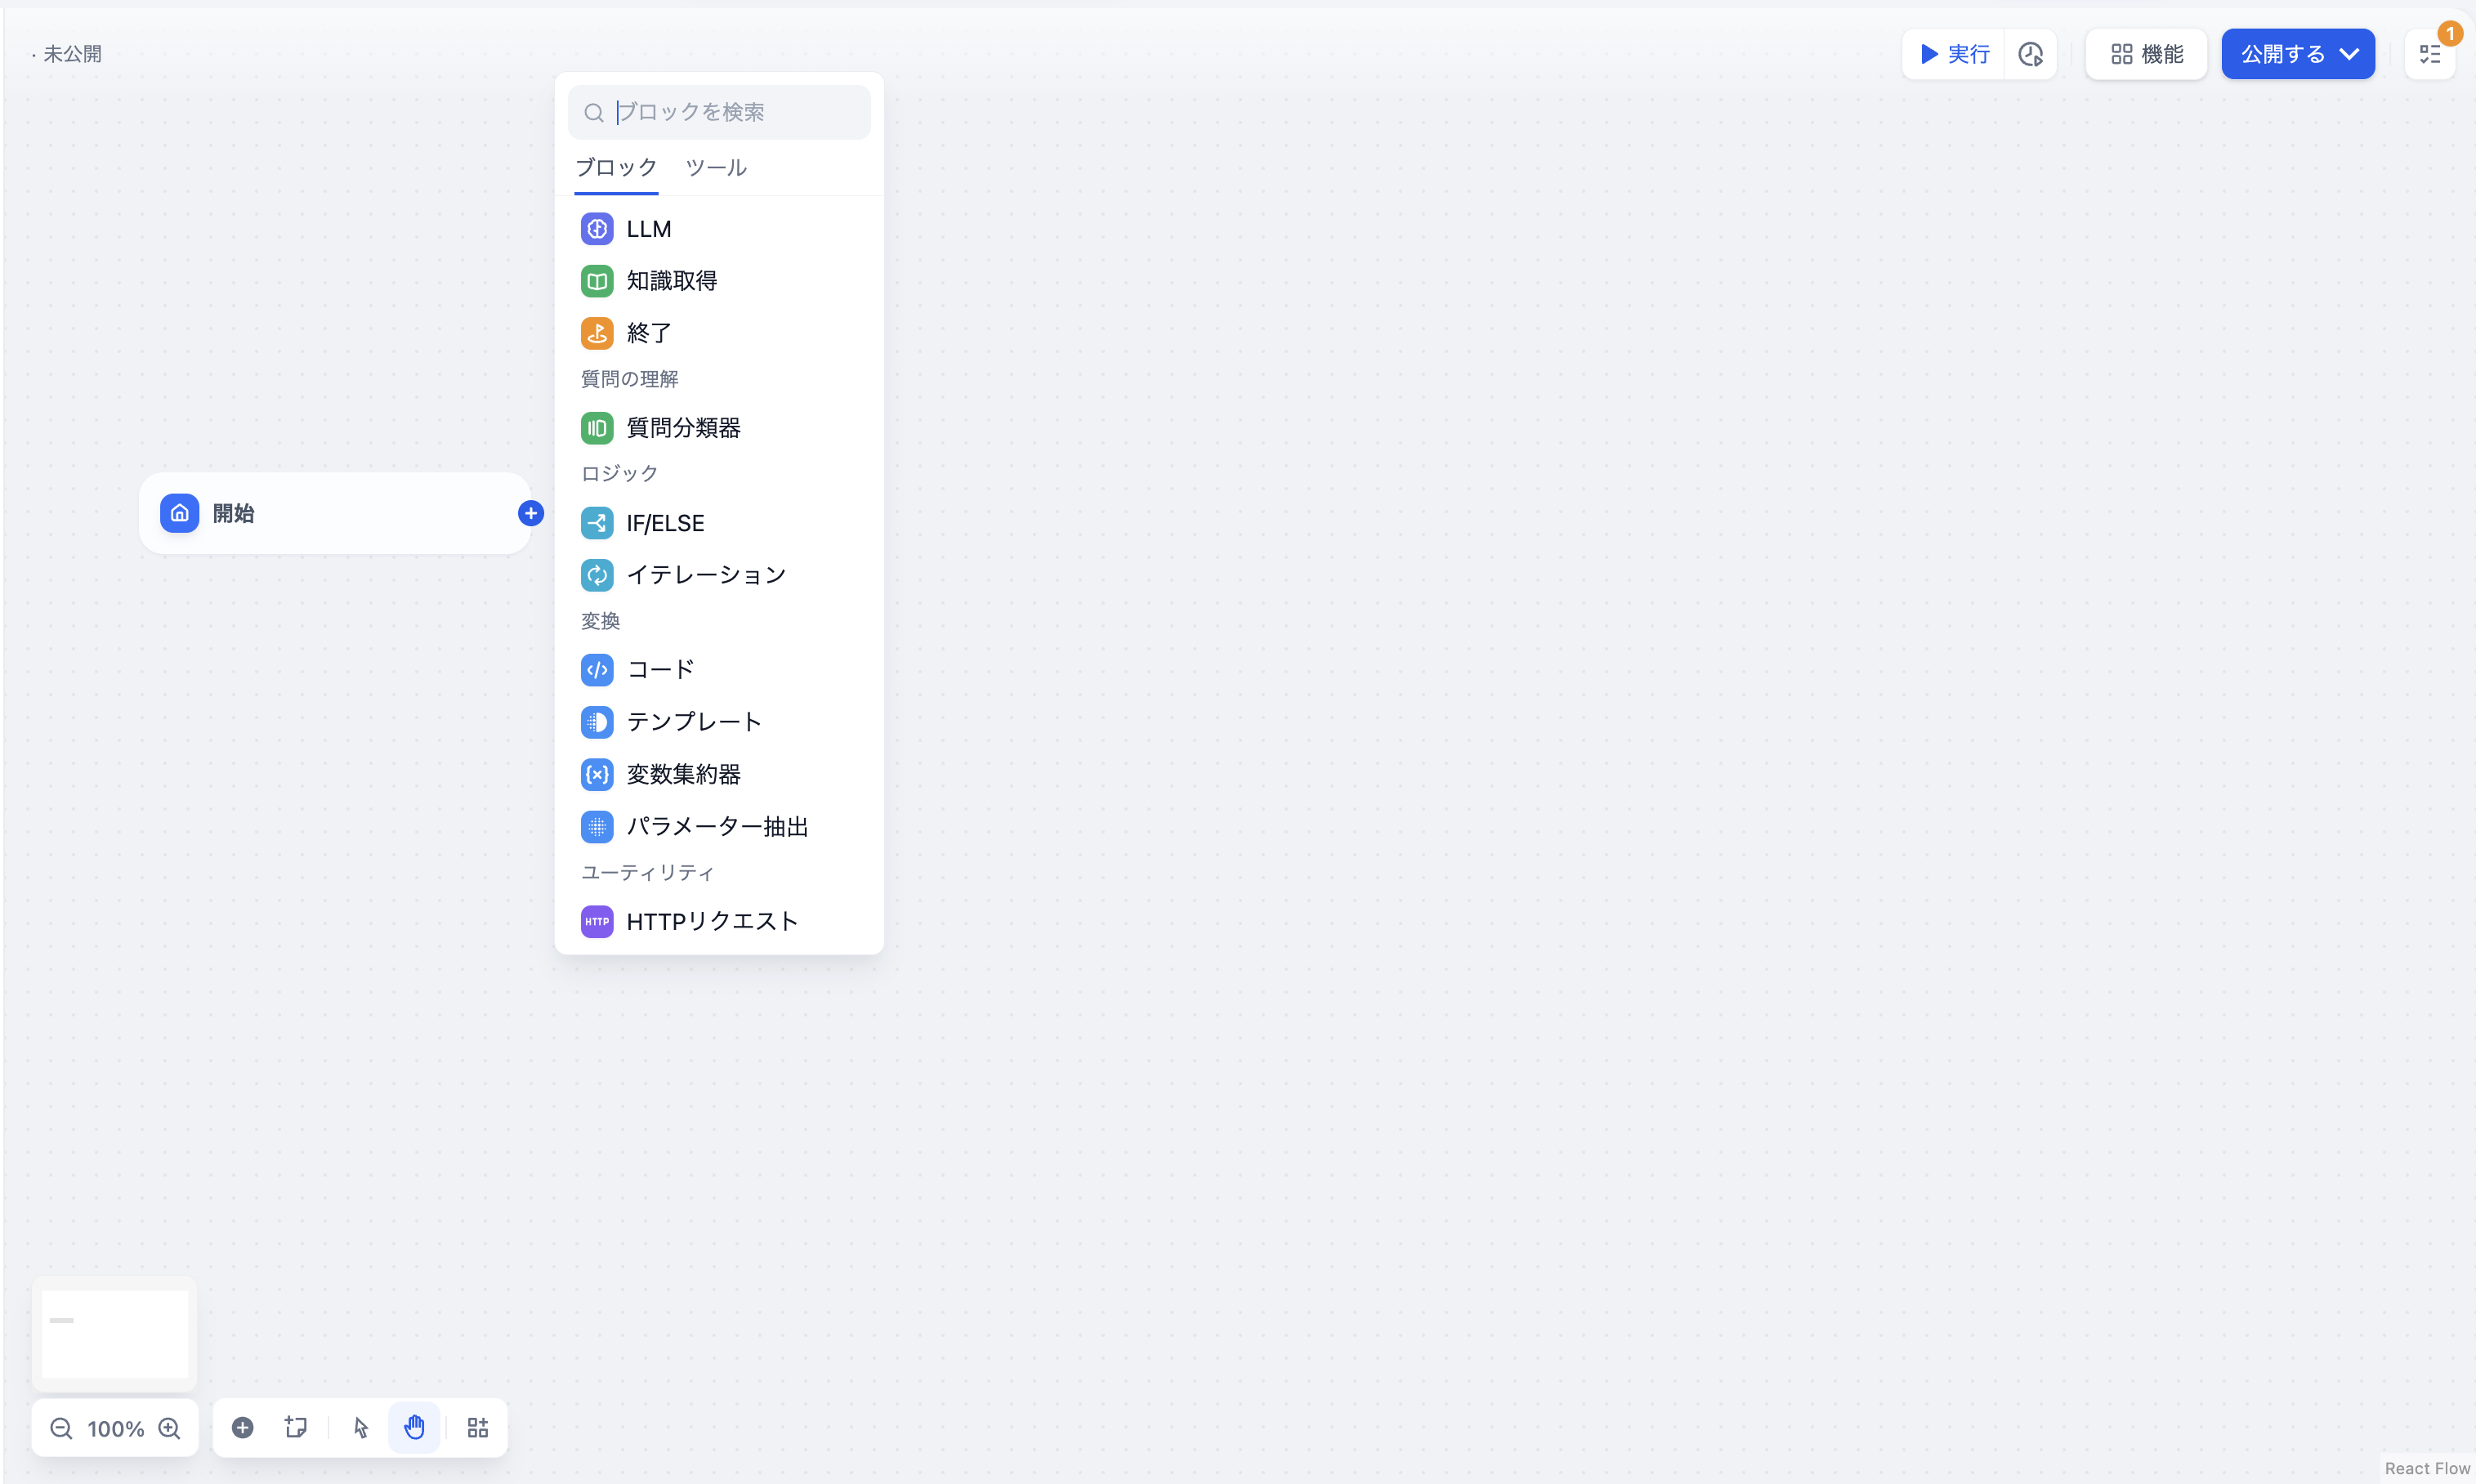 · 未公開
実行
機能
公開する
1
ブロックを検索
ブロック ツール
LLM
知識取得
終了
質問の理解
質問分類器
ロジック
IF/ELSE
イテレーション
変換
コード
テンプレート
変数集約器
パラメーター抽出
ユーティリティ
HTTP HTTPリクエスト
開始
100%
React Flow